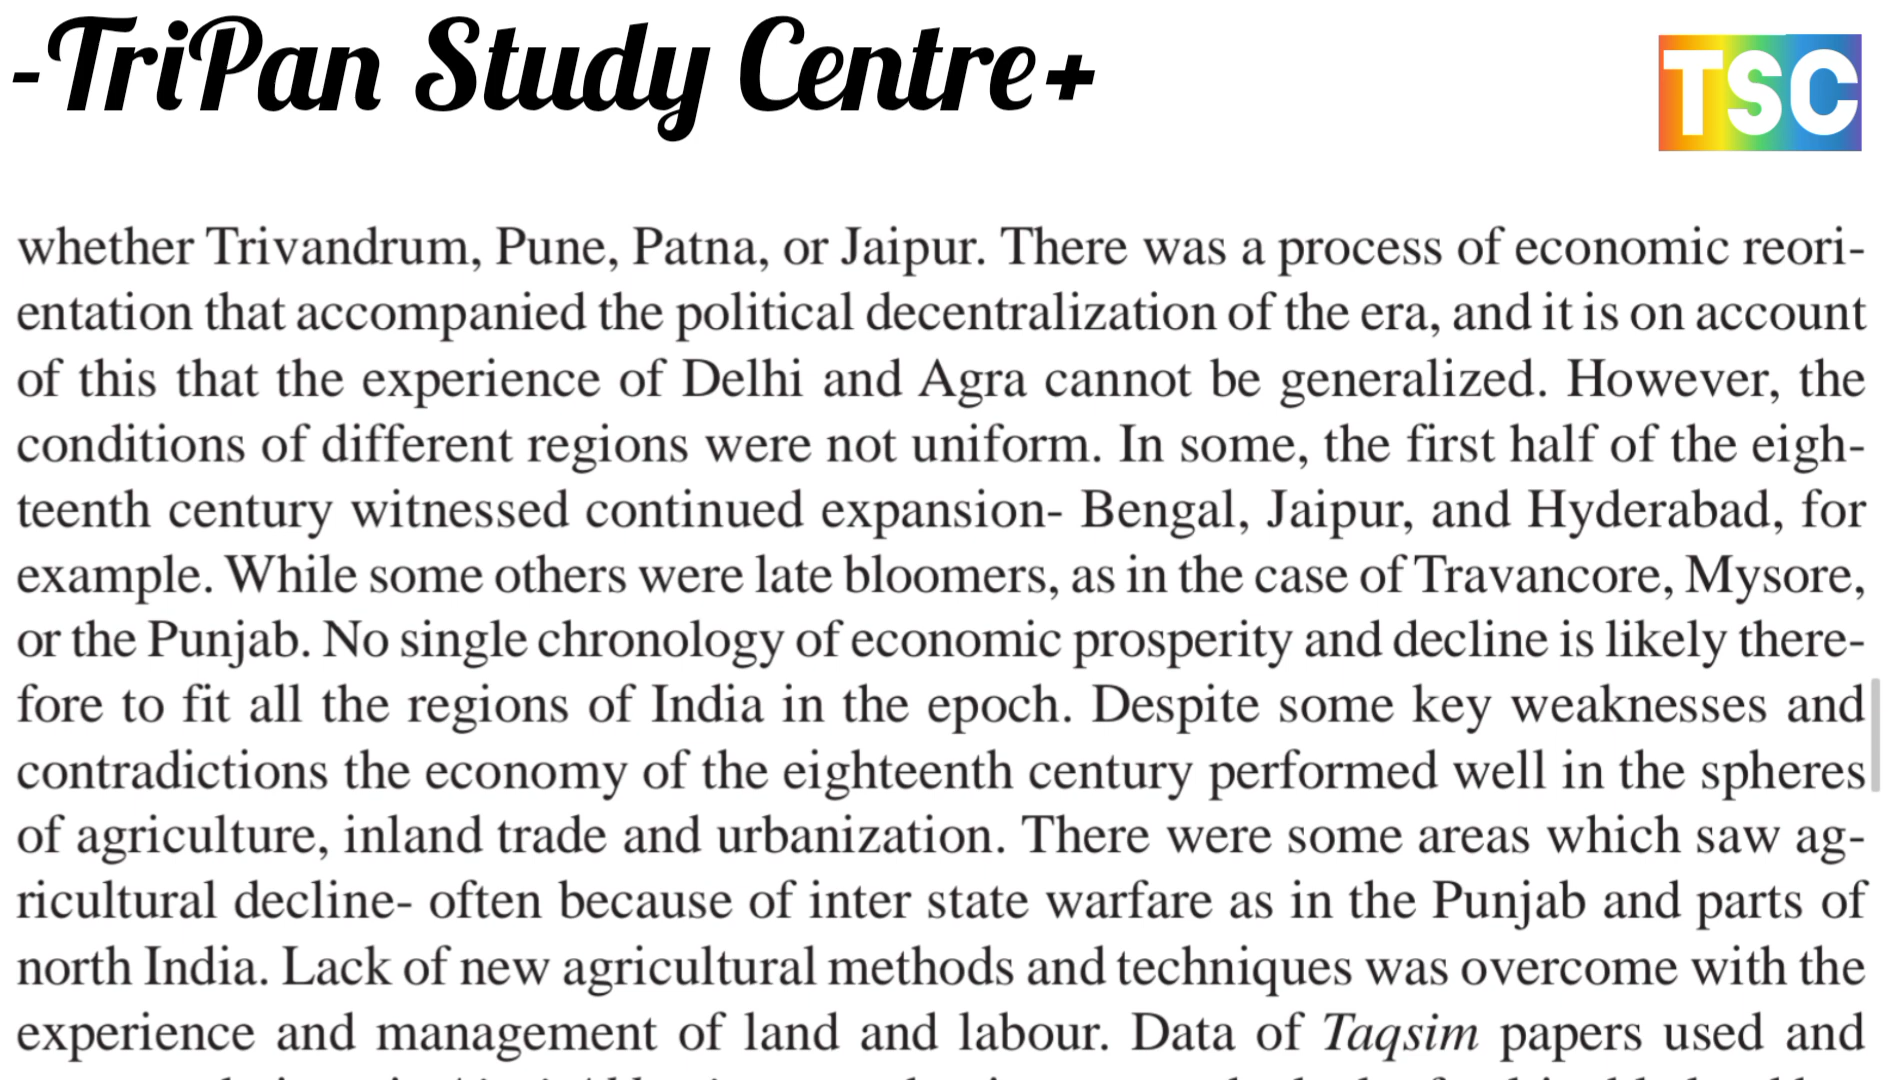 -TriPan Study Centre+
TSC
whether Trivandrum, Pune, Patna, or Jaipur. There was a process of economic reori-
entation that accompanied the political decentralization of the era, and it is on account
of this that the experience of Delhi and Agra cannot be generalized. However, the
conditions of different regions were not uniform. In some, the first half of the eigh-
teenth century witnessed continued expansion- Bengal, Jaipur, and Hyderabad, for
example. While some others were late bloomers, as in the case of Travancore, Mysore,
or the Punjab. No single chronology of economic prosperity and decline is likely there-
fore to fit all the regions of India in the epoch. Despite some key weaknesses and
contradictions the economy of the eighteenth century performed well in the spheres
of agriculture, inland trade and urbanization. There were some areas which saw ag-
ricultural decline- often because of inter state warfare as in the Punjab and parts of
north India. Lack of new agricultural methods and techniques was overcome with the
experience and management of land and labour. Data of Taqsim papers used and